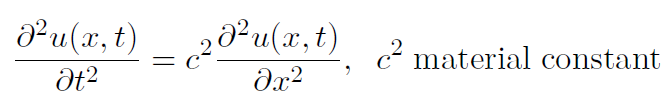 ∂²u(x, t)/∂t² = c² ∂²u(x, t)/∂x², c² material constant